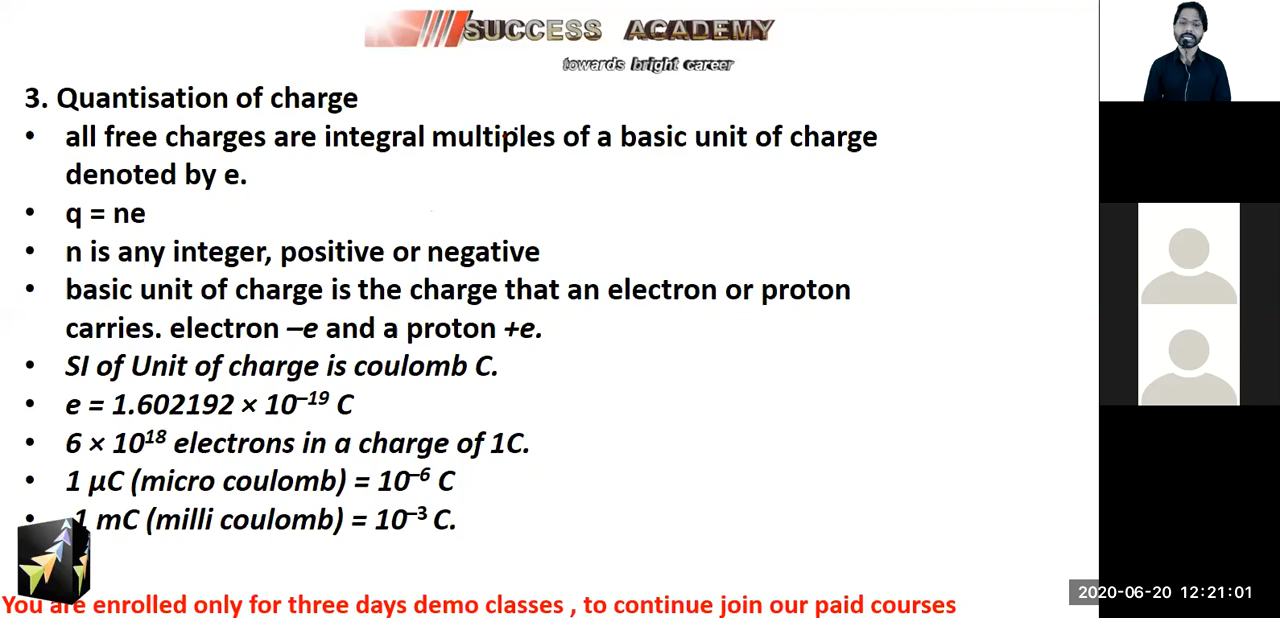 SUCCESS ACADEMY
towards bright career
3. Quantisation of charge
• all free charges are integral multiples of a basic unit of charge
denoted by e.
• q = ne
• n is any integer, positive or negative
• basic unit of charge is the charge that an electron or proton
carries. electron –e and a proton +e.
• SI of Unit of charge is coulomb C.
• e = 1.602192 × 10⁻¹⁹ C
• 6 × 10¹⁸ electrons in a charge of 1C.
• 1 μC (micro coulomb) = 10⁻⁶ C
• 1 mC (milli coulomb) = 10⁻³ C.
You are enrolled only for three days demo classes , to continue join our paid courses
2020-06-20 12:21:01